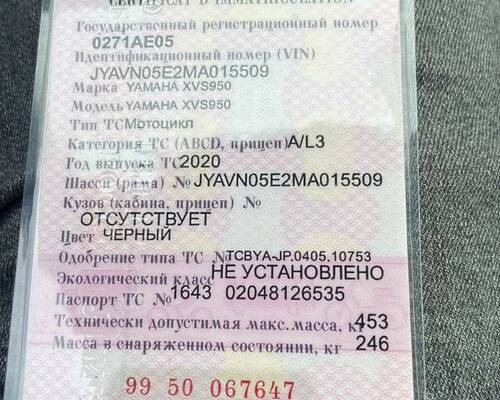 CERTIFICAT D'IMMATRICULATION
Государственный регистрационный номер
0271AE05
Идентификационный номер (VIN)
JYAVN05E2MA015509
Марка YAMAHA XVS950
Модель YAMAHA XVS950
Тип ТС Мотоцикл
Категория ТС (ABCD, прицеп) A/L3
Год выпуска ТС 2020
Шасси (рама) № JYAVN05E2MA015509
Кузов (кабина, прицеп) №
ОТСУТСТВУЕТ
Цвет ЧЕРНЫЙ
Одобрение типа ТС № ТСBYA-JP.0405.10753
Экологический класс НЕ УСТАНОВЛЕНО
Паспорт ТС № 1643 02048126535
Технически допустимая макс. масса, кг 453
Масса в снаряженном состоянии, кг 246
99 50 067647